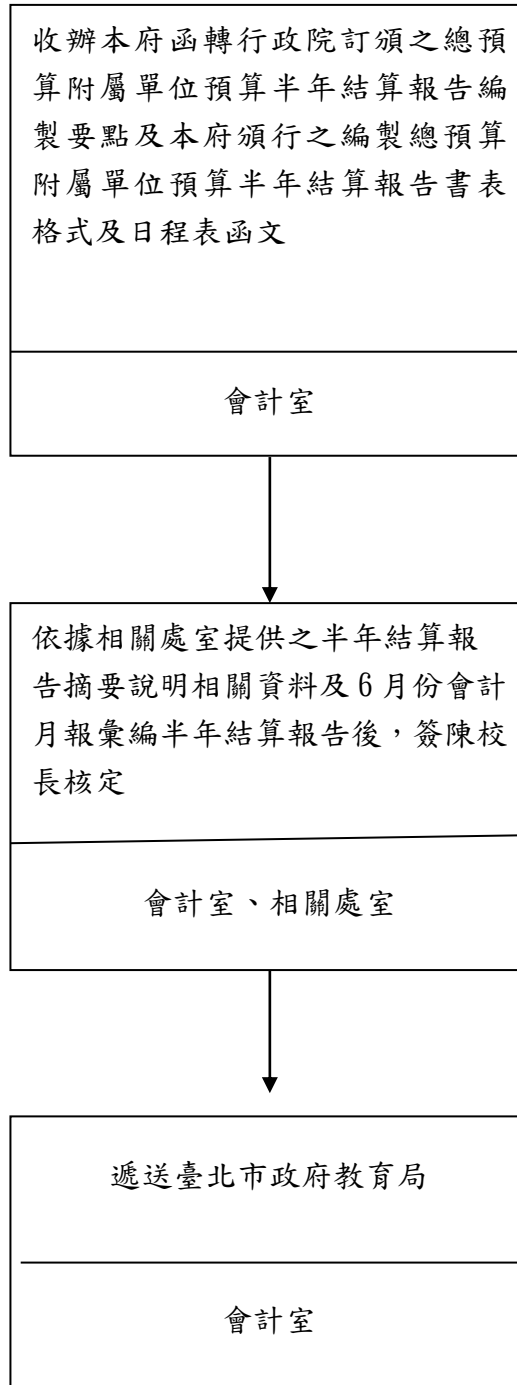 收辦本府函轉行政院訂頒之總預
算附屬單位預算半年結算報告編
製要點及本府頒行之編製總預算
附屬單位預算半年結算報告書表
格式及日程表函文
會計室
依據相關處室提供之半年結算報
告摘要說明相關資料及6月份會計
月報彙編半年結算報告後，簽陳校
長核定
會計室、相關處室
遞送臺北市政府教育局
會計室